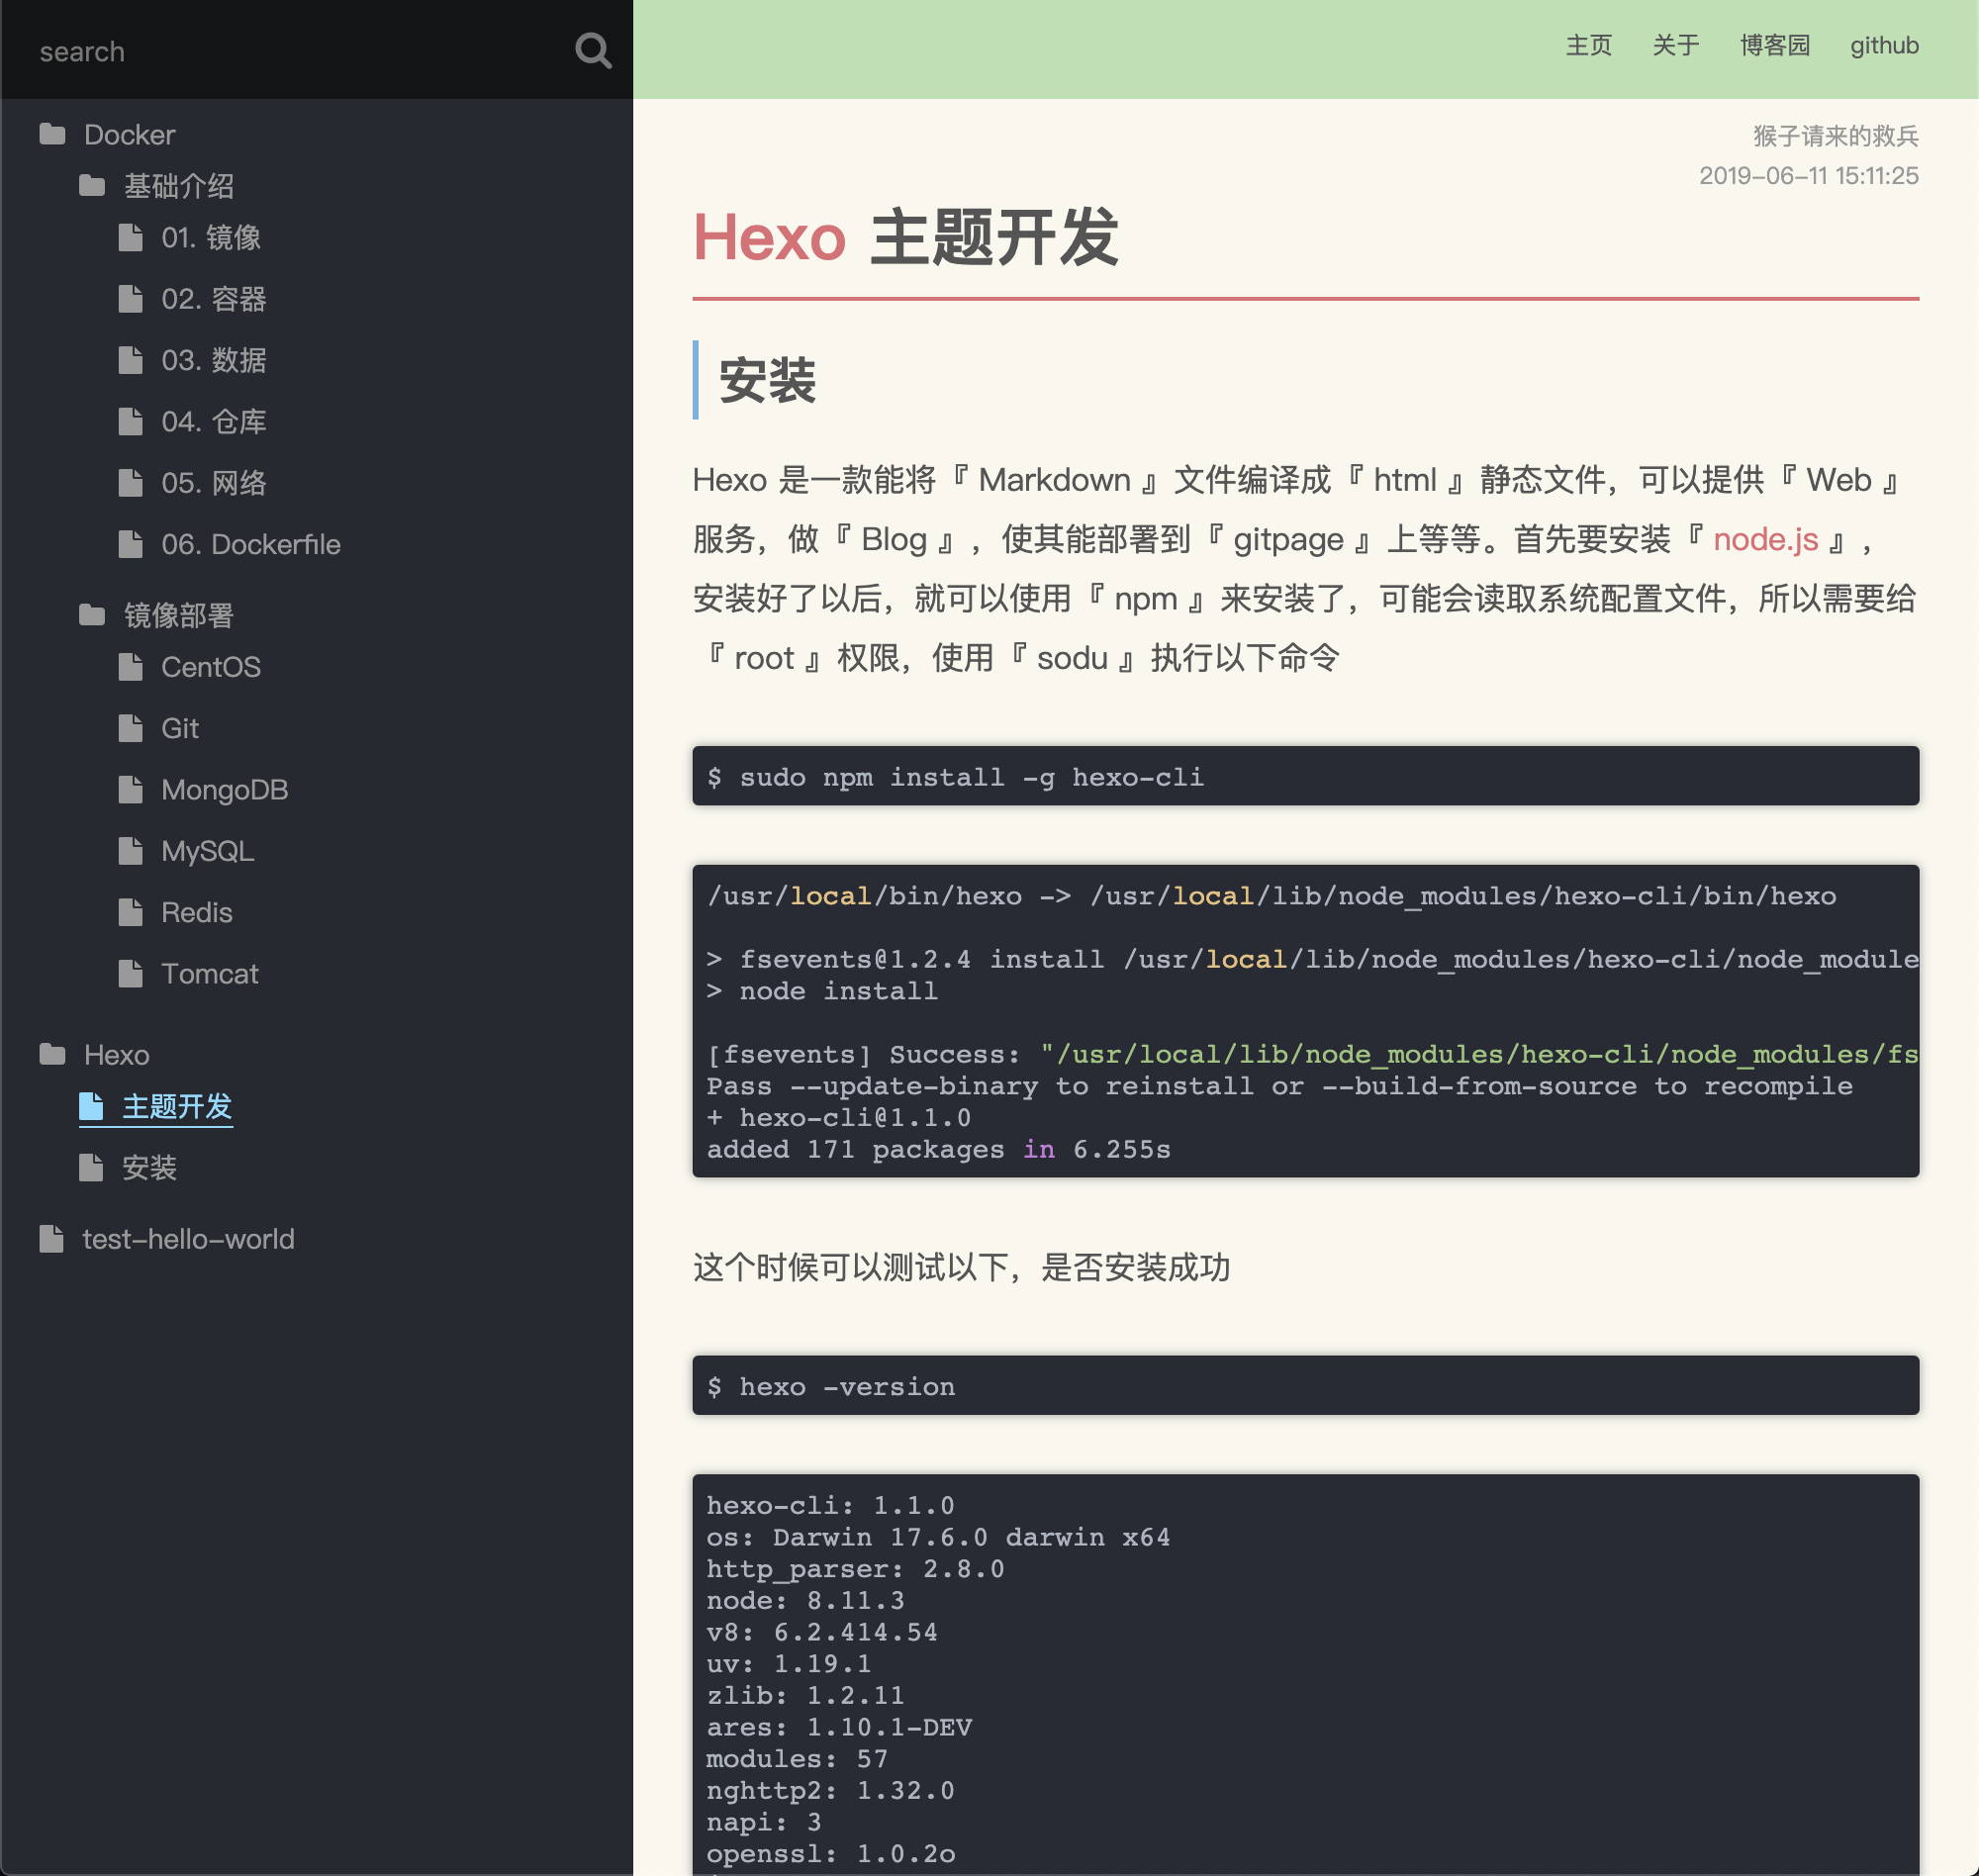 search
Docker
基础介绍
01. 镜像
02. 容器
03. 数据
04. 仓库
05. 网络
06. Dockerfile
镜像部署
CentOS
Git
MongoDB
MySQL
Redis
Tomcat
Hexo
主题开发
安装
test-hello-world
主页 关于 博客园 github
猴子请来的救兵
2019-06-11 15:11:25
Hexo 主题开发
安装
Hexo 是一款能将『 Markdown 』文件编译成『 html 』静态文件，可以提供『 Web 』
服务，做『 Blog 』，使其能部署到『 gitpage 』上等等。首先要安装『 node.js 』，
安装好了以后，就可以使用『 npm 』来安装了，可能会读取系统配置文件，所以需要给
『 root 』权限，使用『 sodu 』执行以下命令
$ sudo npm install -g hexo-cli
/usr/local/bin/hexo -> /usr/local/lib/node_modules/hexo-cli/bin/hexo
> fsevents@1.2.4 install /usr/local/lib/node_modules/hexo-cli/node_module
> node install
[fsevents] Success: "/usr/local/lib/node_modules/hexo-cli/node_modules/fs
Pass --update-binary to reinstall or --build-from-source to recompile
+ hexo-cli@1.1.0
added 171 packages in 6.255s
这个时候可以测试以下，是否安装成功
$ hexo -version
hexo-cli: 1.1.0
os: Darwin 17.6.0 darwin x64
http_parser: 2.8.0
node: 8.11.3
v8: 6.2.414.54
uv: 1.19.1
zlib: 1.2.11
ares: 1.10.1-DEV
modules: 57
nghttp2: 1.32.0
napi: 3
openssl: 1.0.2o